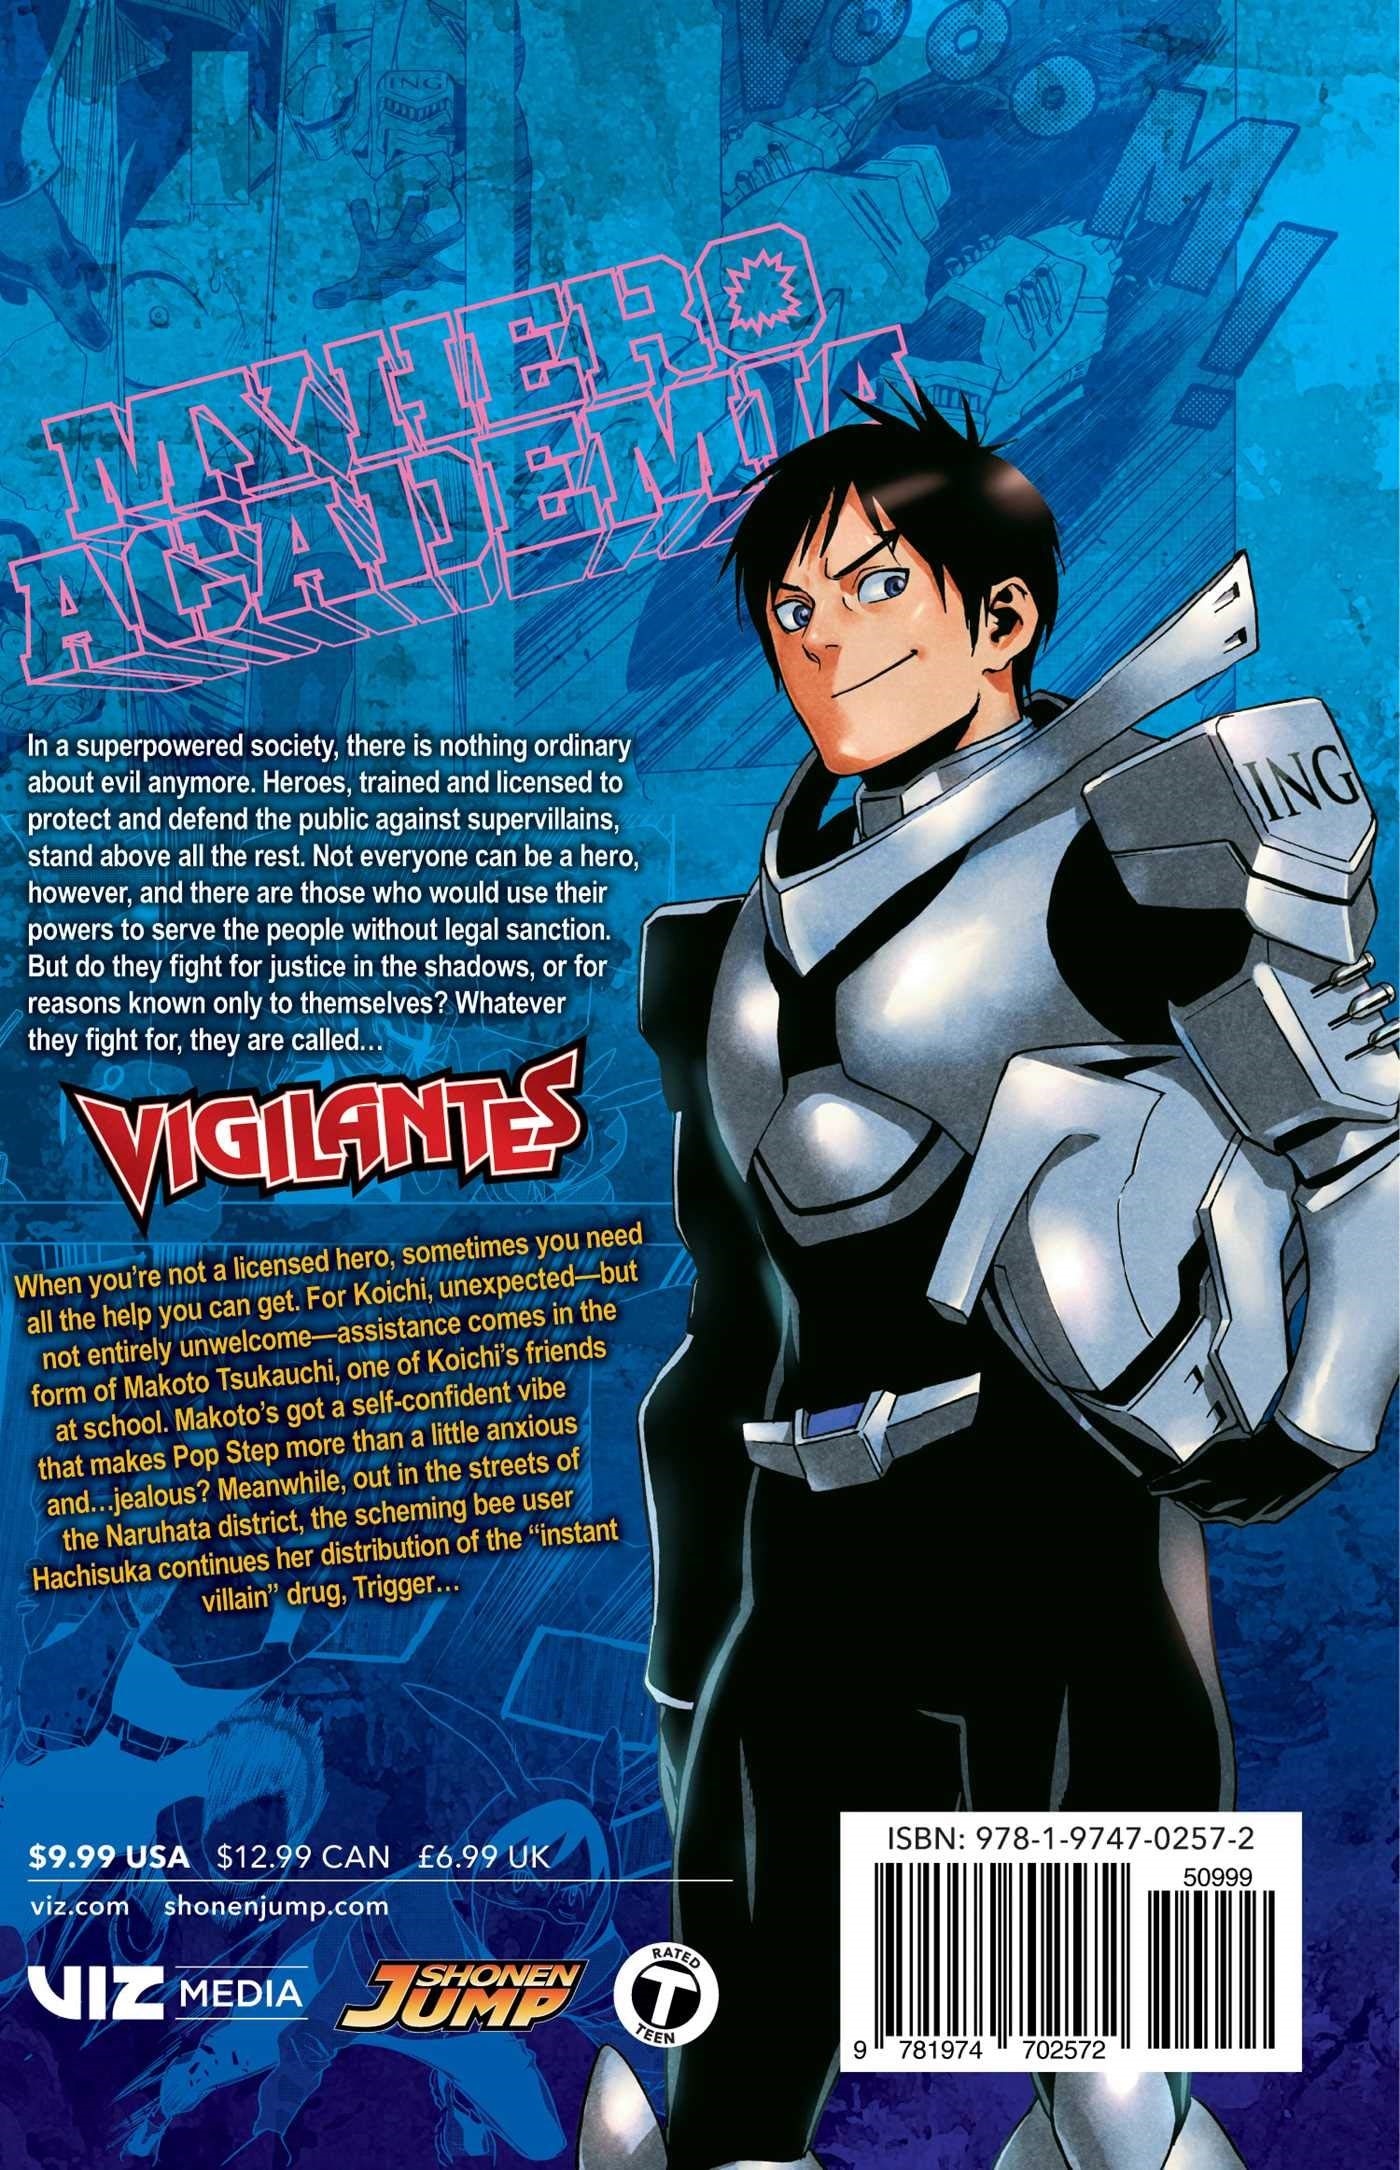 ING
VOOOM!
MY HERO
ACADEMIA
ING
In a superpowered society, there is nothing ordinary
about evil anymore. Heroes, trained and licensed to
protect and defend the public against supervillains,
stand above all the rest. Not everyone can be a hero,
however, and there are those who would use their
powers to serve the people without legal sanction.
But do they fight for justice in the shadows, or for
reasons known only to themselves? Whatever
they fight for, they are called…
VIGILANTES
When you're not a licensed hero, sometimes you need
all the help you can get. For Koichi, unexpected—but
not entirely unwelcome—assistance comes in the
form of Makoto Tsukauchi, one of Koichi's friends
at school. Makoto's got a self-confident vibe
that makes Pop Step more than a little anxious
and…jealous? Meanwhile, out in the streets of
the Naruhata district, the scheming bee user
Hachisuka continues her distribution of the “instant
villain” drug, Trigger…
$9.99 USA $12.99 CAN £6.99 UK
viz.com shonenjump.com
VIZ MEDIA
SHONEN
JUMP
RATED
T
TEEN
ISBN: 978-1-9747-0257-2
50999
9 781974 702572